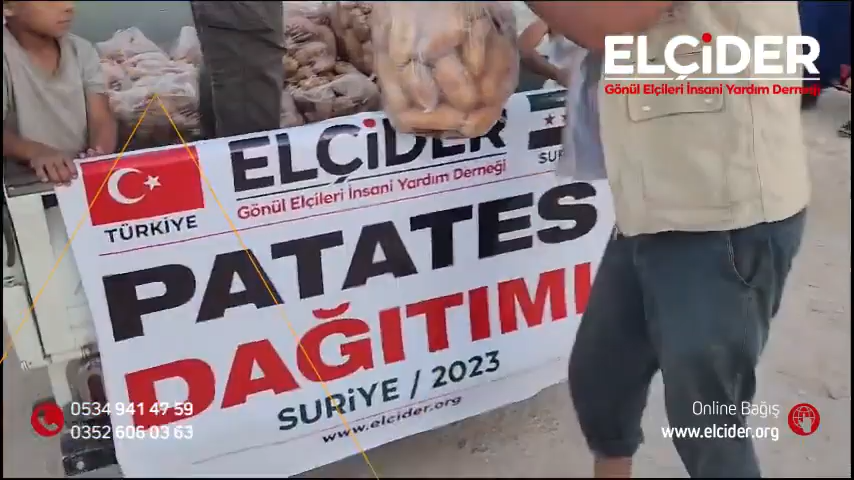 ELÇİDER
Gönül Elçileri İnsani Yardım Derneği
ELÇİDER
Gönül Elçileri İnsani Yardım Derneği
TÜRKİYE
PATATES
DAĞITIMI
SURİYE / 2023
www.elcider.org
0534 941 47 59
0352 606 01 63
Online Bağış
www.elcider.org